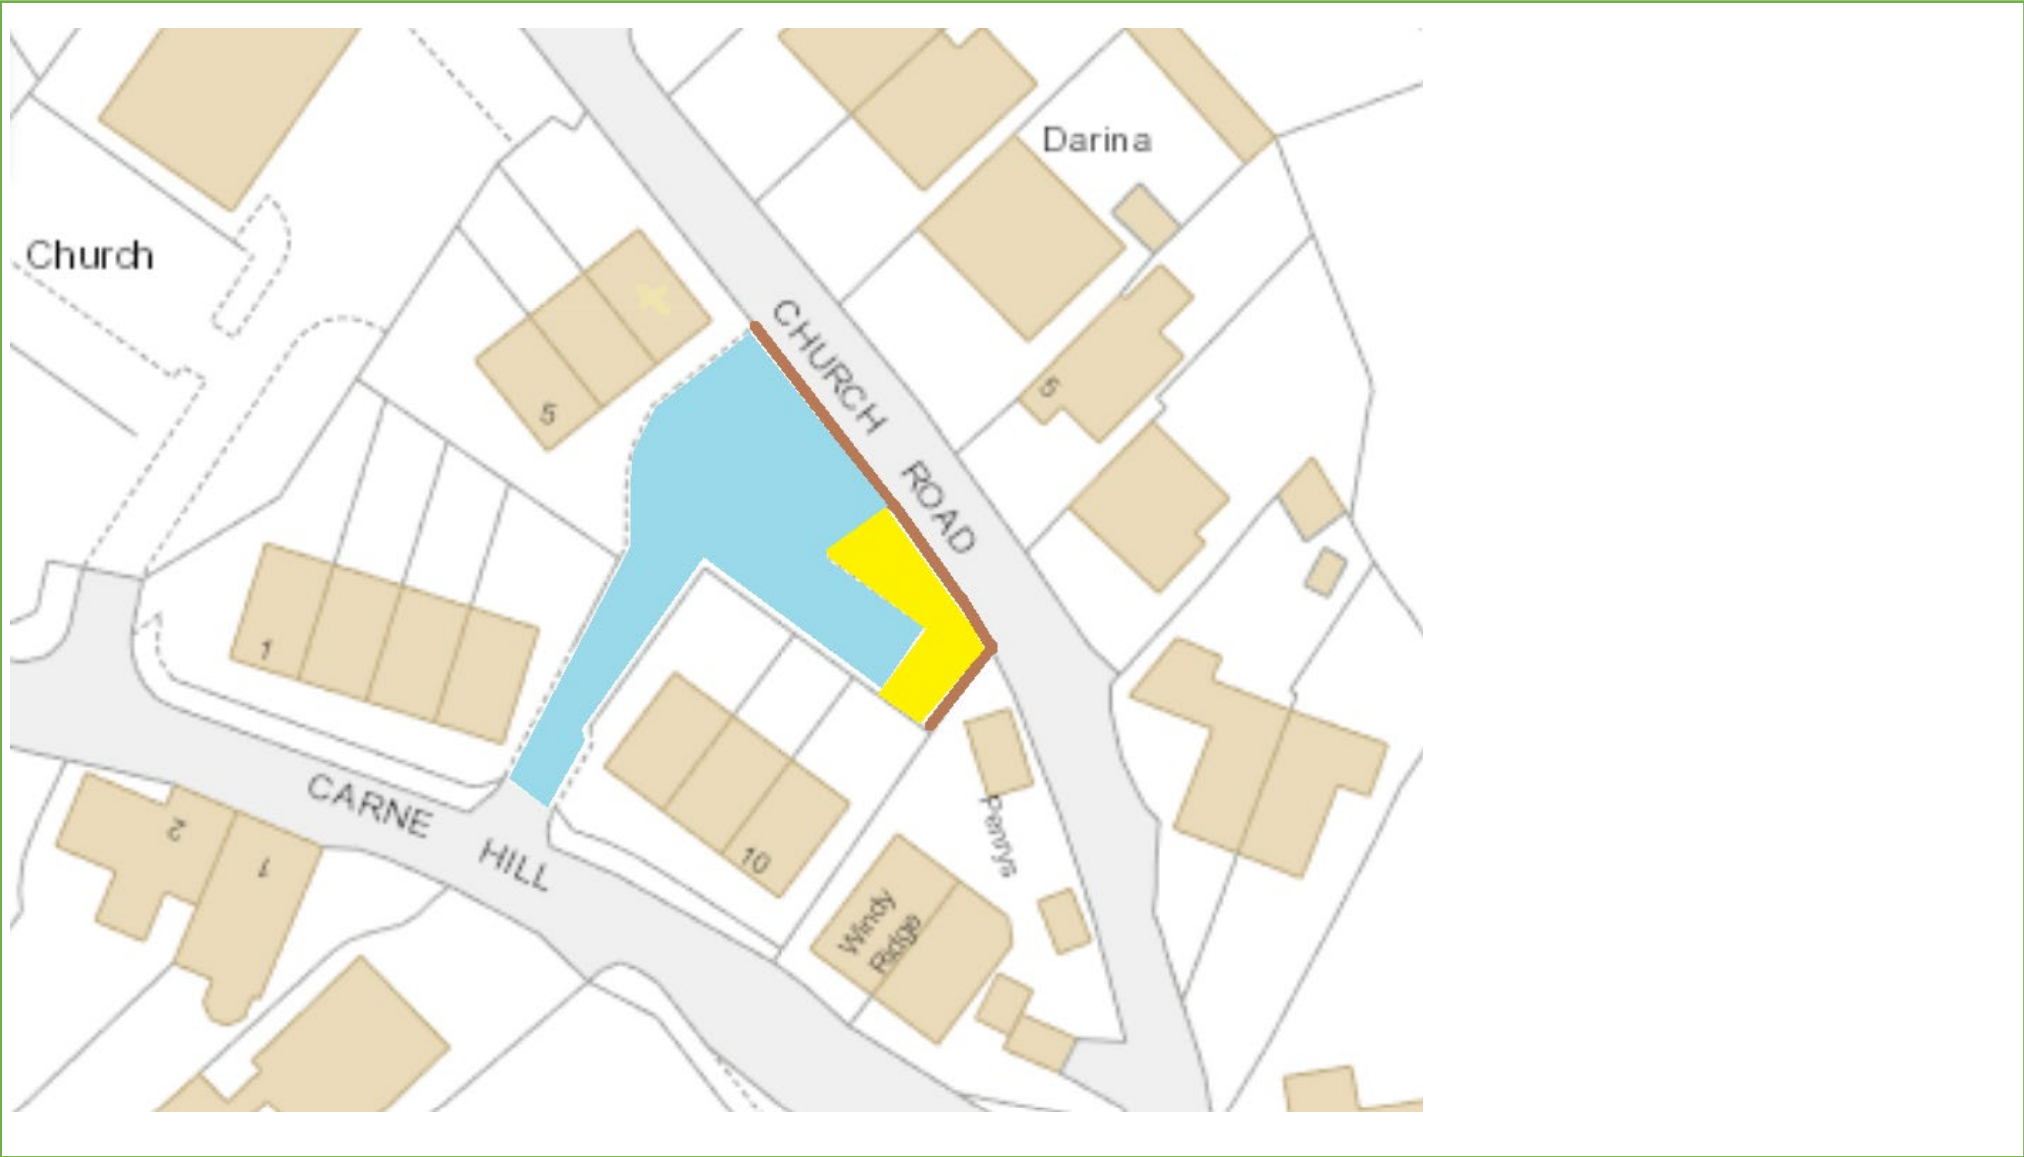 Darina
Church
CHURCH ROAD
5
5
1
CARNE HILL
2
1
10
Pennys
Windy
Ridge